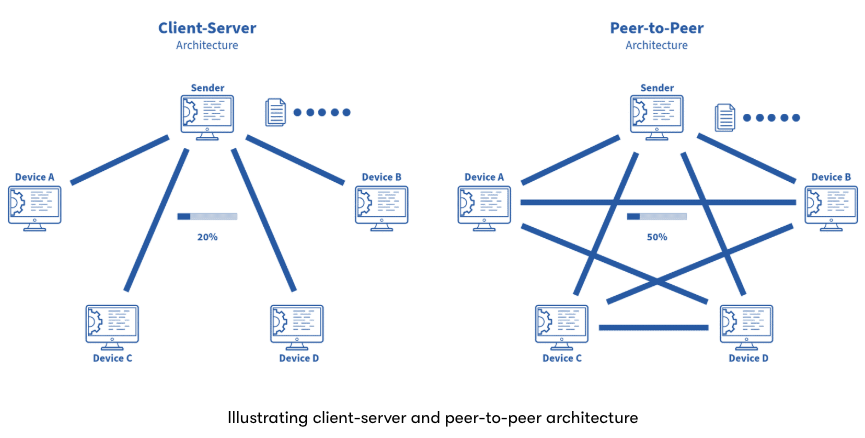 Client-Server
Architecture
Peer-to-Peer
Architecture
Sender
Sender
Device A
Device B
Device A
Device B
20%
50%
Device C
Device D
Device C
Device D
Illustrating client-server and peer-to-peer architecture